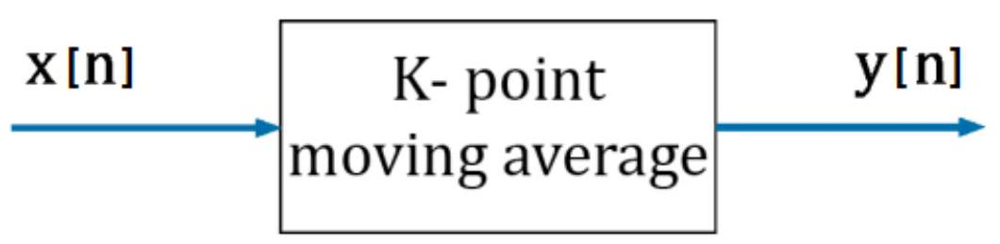 x[n]
K- point
moving average
y[n]